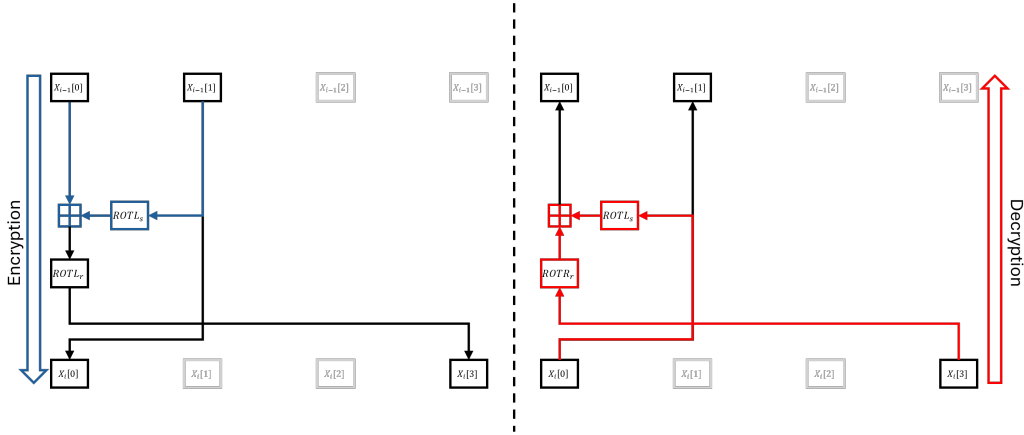 X_{i-1}[0] X_{i-1}[1] X_{i-1}[2] X_{i-1}[3]
ROTL_s
ROTL_r
X_i[0] X_i[1] X_i[2] X_i[3]
Encryption
X_{i-1}[0] X_{i-1}[1] X_{i-1}[2] X_{i-1}[3]
ROTL_s
ROTR_r
X_i[0] X_i[1] X_i[2] X_i[3]
Decryption